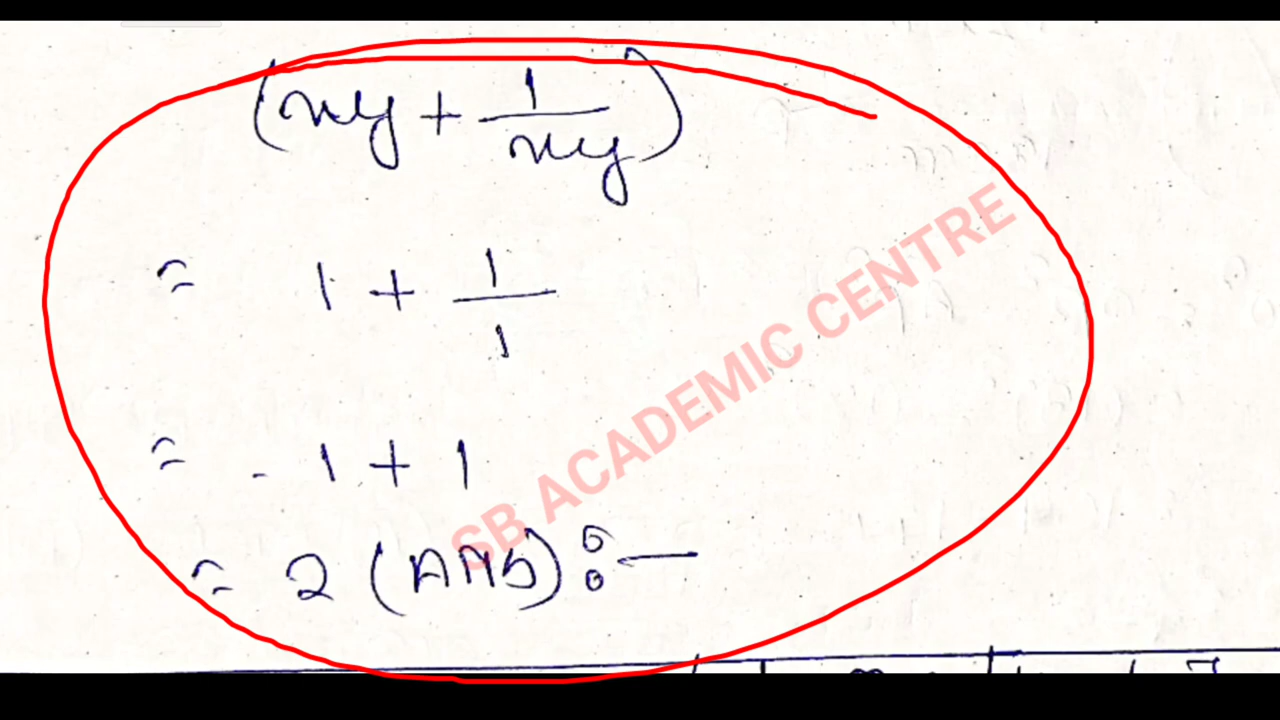 (xy + 1/xy)
= 1 + 1/1
= 1 + 1
= 2 (Ans) :—
SB ACADEMIC CENTRE